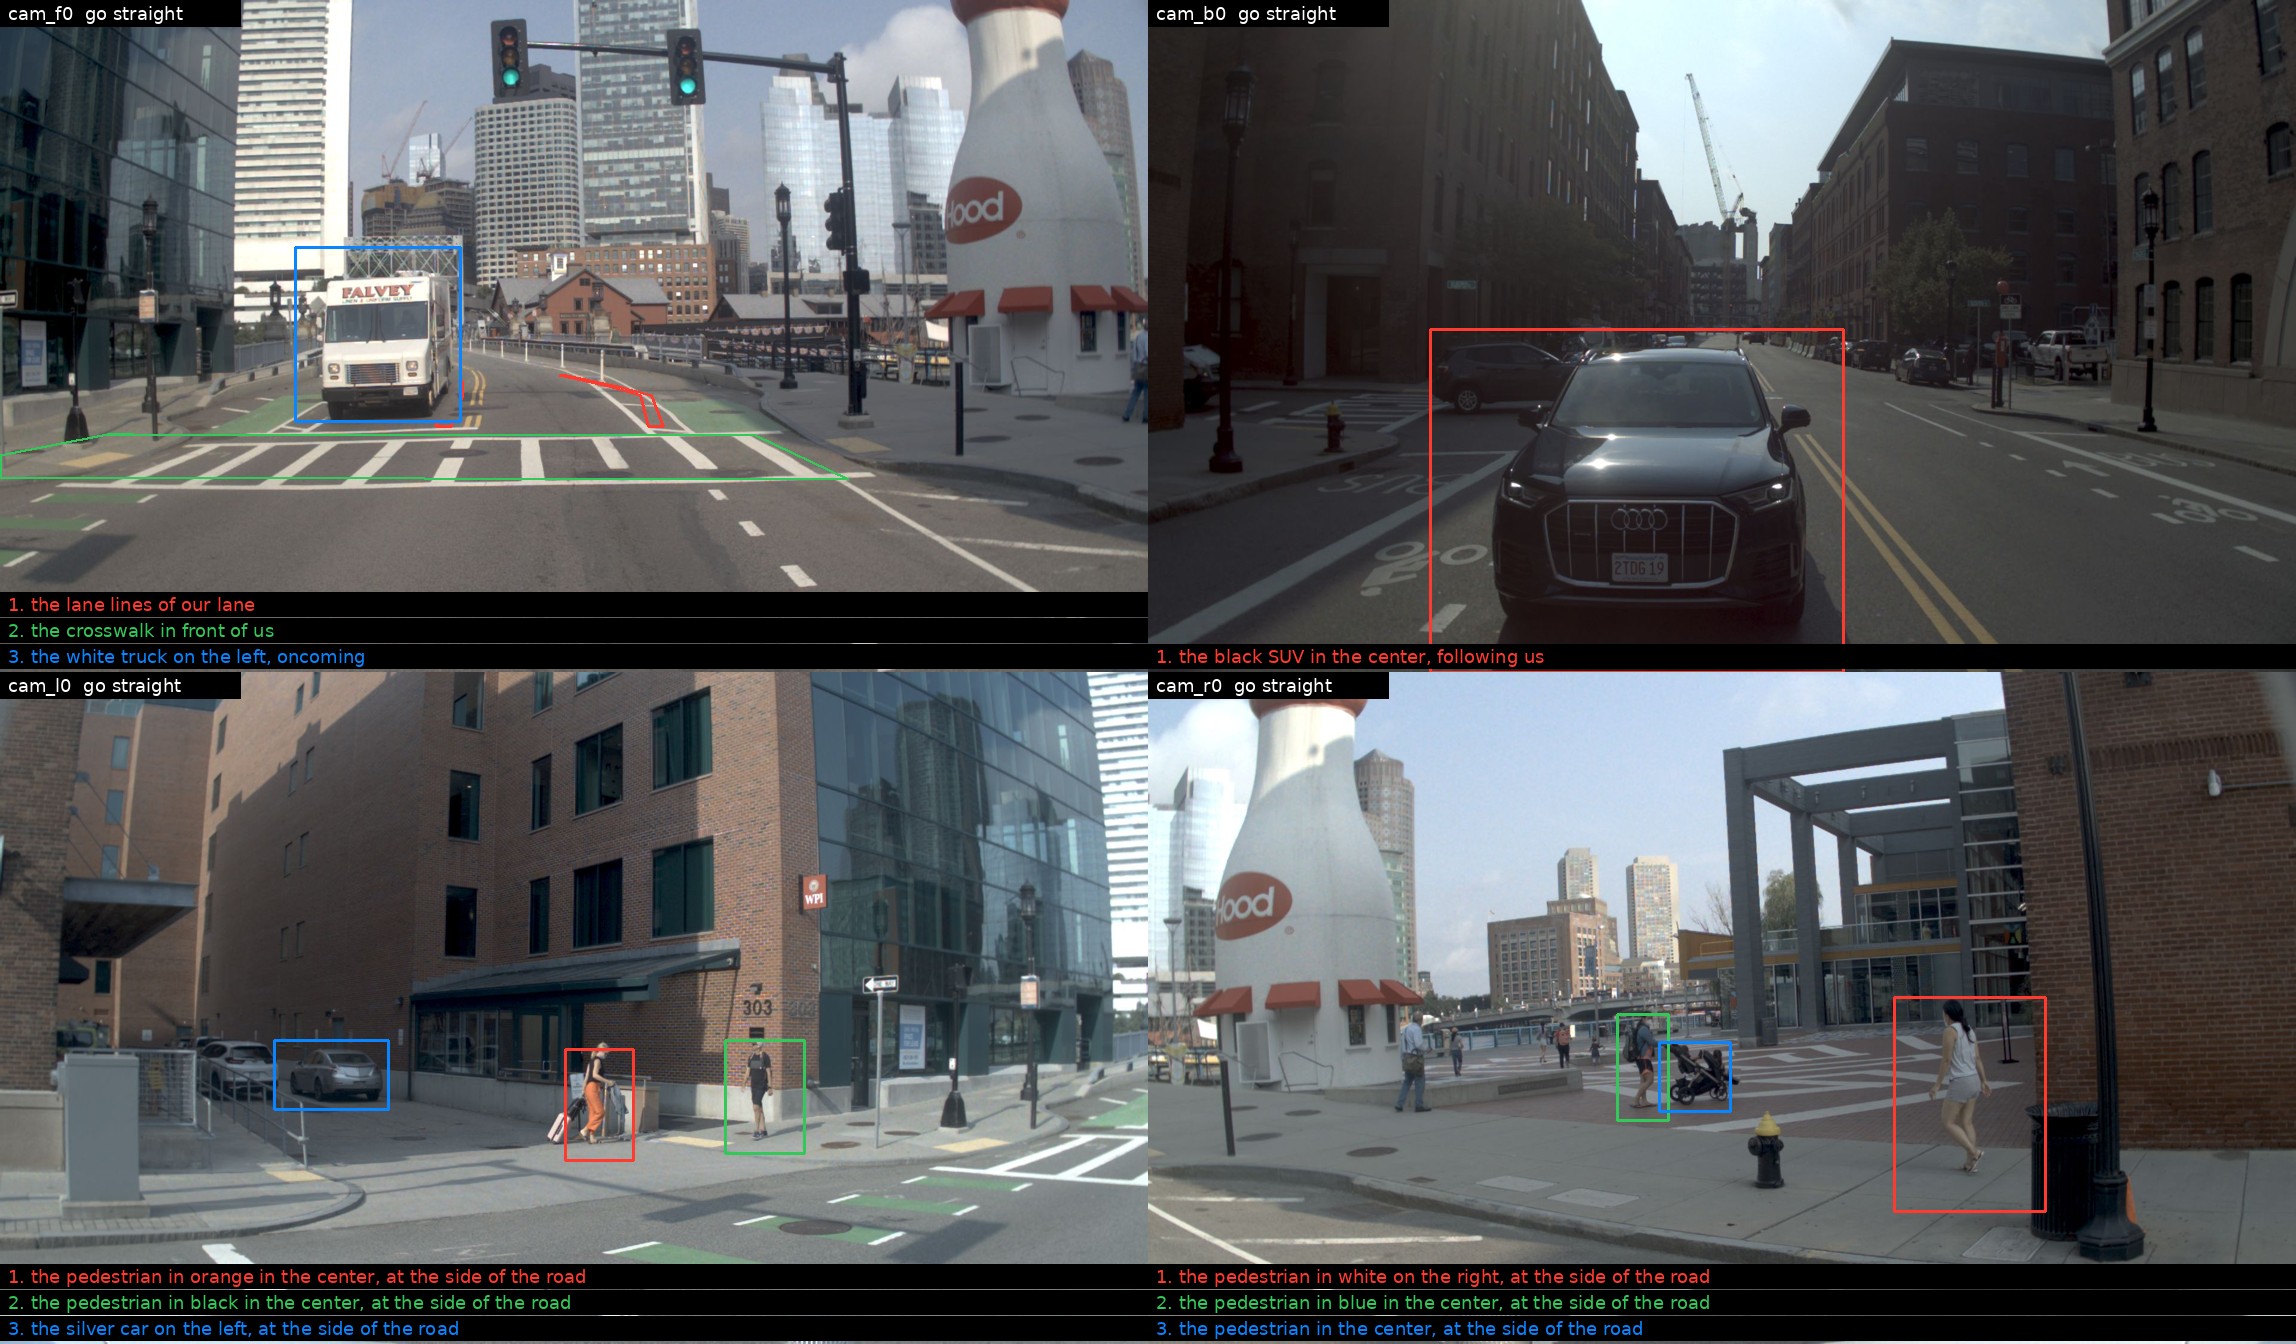 cam_f0 go straight
Hood
FALVEY
1. the lane lines of our lane
2. the crosswalk in front of us
3. the white truck on the left, oncoming
cam_b0 go straight
2TDG 19
1. the black SUV in the center, following us
cam_l0 go straight
WPI
303
1. the pedestrian in orange in the center, at the side of the road
2. the pedestrian in black in the center, at the side of the road
3. the silver car on the left, at the side of the road
cam_r0 go straight
Hood
1. the pedestrian in white on the right, at the side of the road
2. the pedestrian in blue in the center, at the side of the road
3. the pedestrian in the center, at the side of the road